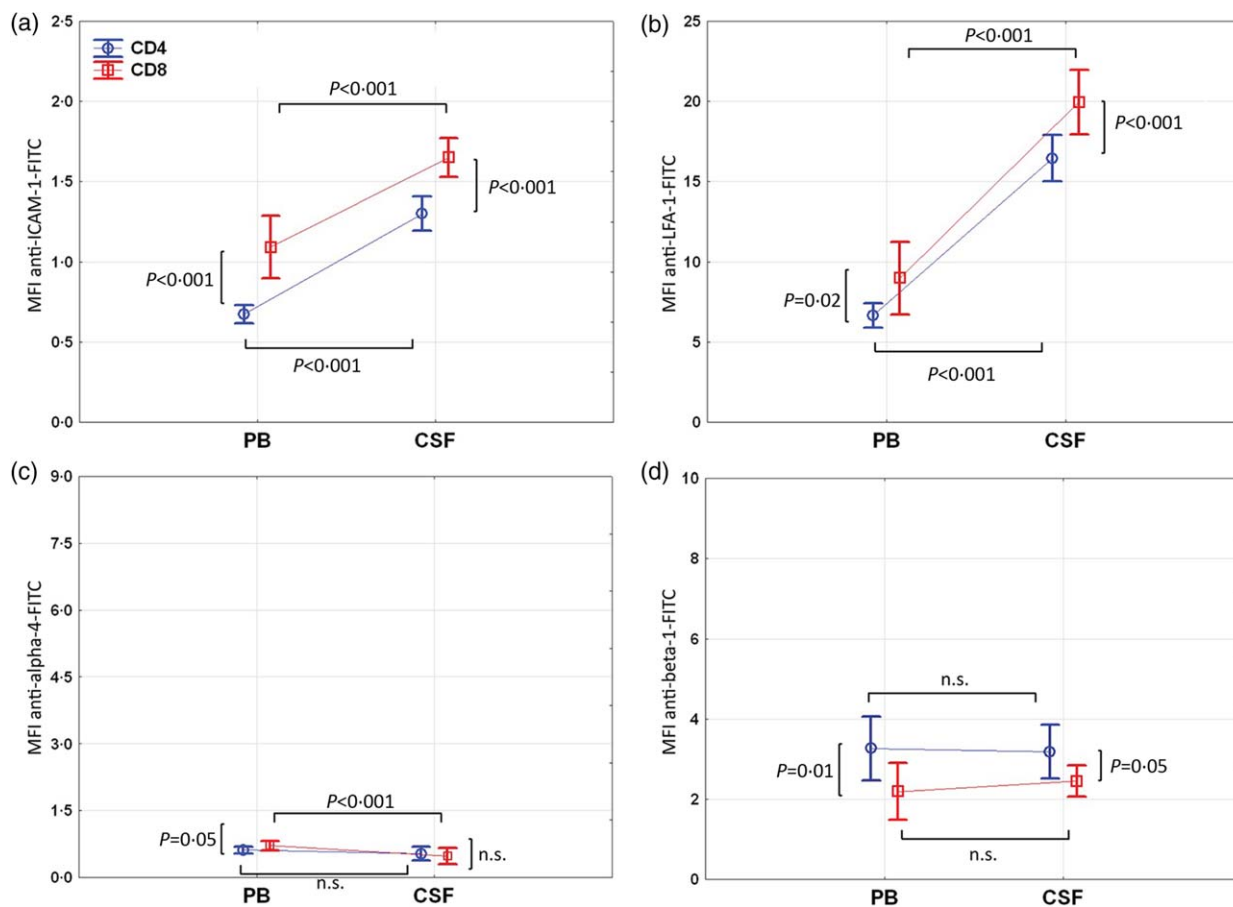 (a)
2·5
2·0
1·5
1·0
0·5
0·0
MFI anti-ICAM-1-FITC
CD4
CD8
P<0·001
P<0·001
P<0·001
P<0·001
PB CSF
(b)
25
20
15
10
5
0
MFI anti-LFA-1-FITC
P<0·001
P<0·001
P=0·02
P<0·001
PB CSF
(c)
9·0
7·5
6·0
4·5
3·0
1·5
0·0
MFI anti-alpha-4-FITC
P<0·001
P=0·05
n.s.
n.s.
PB CSF
(d)
10
8
6
4
2
0
MFI anti-beta-1-FITC
n.s.
P=0·01
P=0·05
n.s.
PB CSF